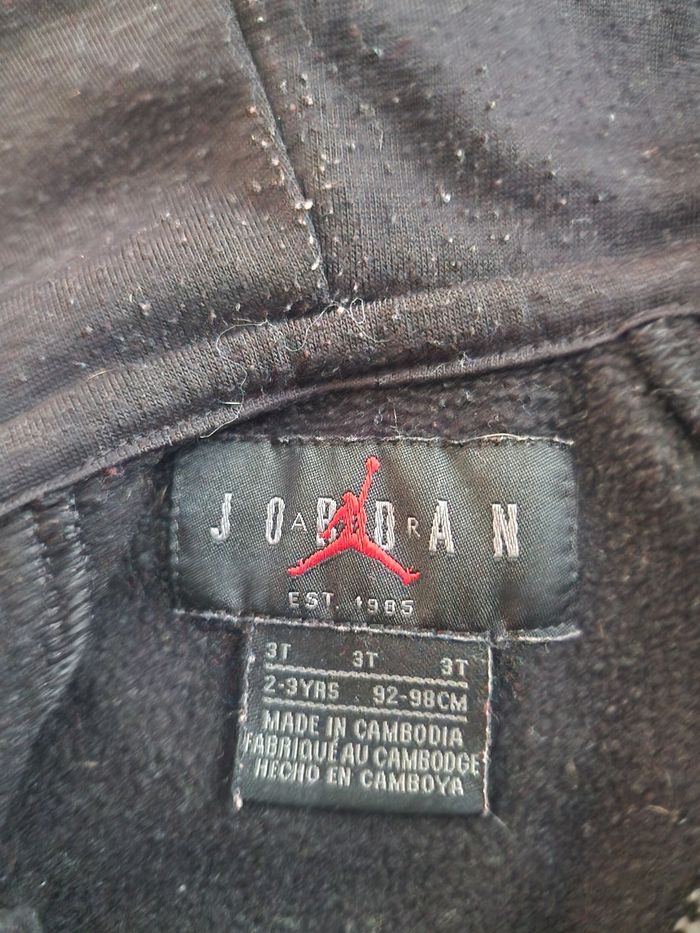 JORDAN
AIR
EST. 1985
3T 3T 3T
2-3YRS 92-98CM
MADE IN CAMBODIA
FABRIQUÉ AU CAMBODGE
HECHO EN CAMBOYA